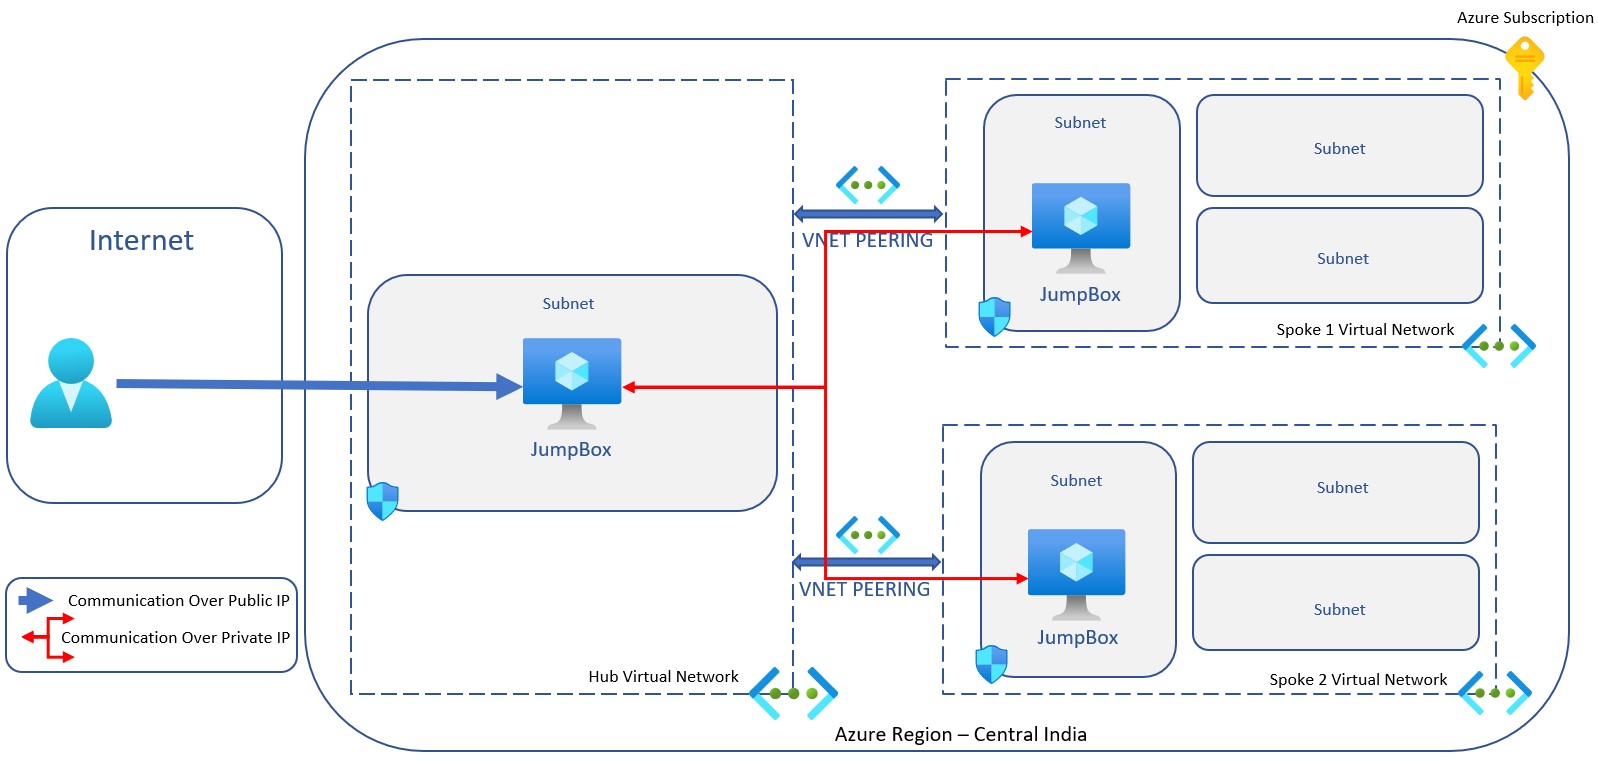 Azure Subscription
Internet
Subnet
JumpBox
Hub Virtual Network
VNET PEERING
VNET PEERING
Subnet
JumpBox
Subnet
Subnet
Spoke 1 Virtual Network
Subnet
JumpBox
Subnet
Subnet
Spoke 2 Virtual Network
Azure Region – Central India
Communication Over Public IP
Communication Over Private IP